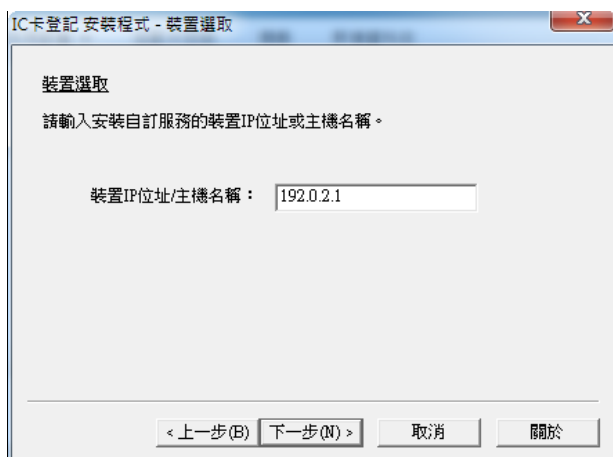 IC卡登記 安裝程式 - 裝置選取
裝置選取
請輸入安裝自訂服務的裝置IP位址或主機名稱。
裝置IP位址/主機名稱： 192.0.2.1
<上一步(B) 下一步(N)> 取消 關於